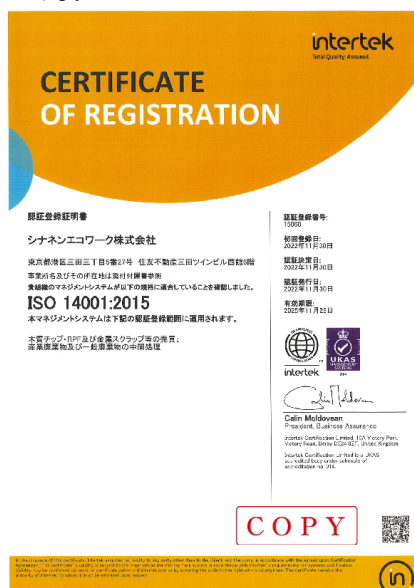 intertek
Total Quality. Assured.
CERTIFICATE
OF REGISTRATION
認証登録証明書
シナネンエコワーク株式会社
東京都港区三田三丁目5番27号 住友不動産三田ツインビル西館8階
事業所名及びその所在地は添付付属書参照
貴組織のマネジメントシステムが以下の規格に適合していることを確認しました。
ISO 14001:2015
本マネジメントシステムは下記の認証登録範囲に適用されます。
木質チップ・RPF及び金属スクラップ等の売買;
産業廃棄物及び一般廃棄物の中間処理
認証登録番号:
15060
初回登録日:
2022年11月30日
認証決定日:
2022年11月30日
認証発行日:
2022年11月30日
有効期限:
2025年11月29日
intertek
UKAS
MANAGEMENT
SYSTEMS
014
Calin Moldovean
President, Business Assurance
Intertek Certification Limited, 10A Victory Park,
Victory Road, Derby DE24 8ZF, United Kingdom
Intertek Certification Limited is a UKAS
accredited body under schedule of
accreditation no. 014.
COPY